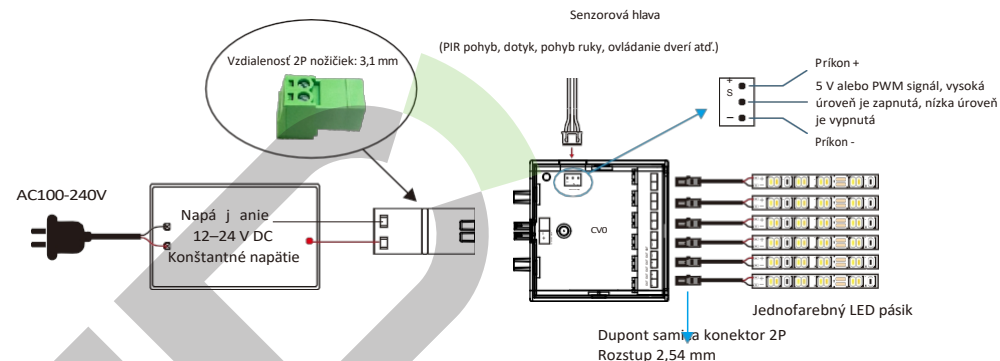 Senzorová hlava
(PIR pohyb, dotyk, pohyb ruky, ovládanie dverí atď.)
Vzdialenosť 2P nožičiek: 3,1 mm
Príkon +
5 V alebo PWM signál, vysoká
úroveň je zapnutá, nízka úroveň
je vypnutá
Príkon -
+
S
−
AC100-240V
Napá j anie
12–24 V DC
Konštantné napätie
CV0
Jednofarebný LED pásik
Dupont samica konektor 2P
Rozstup 2,54 mm